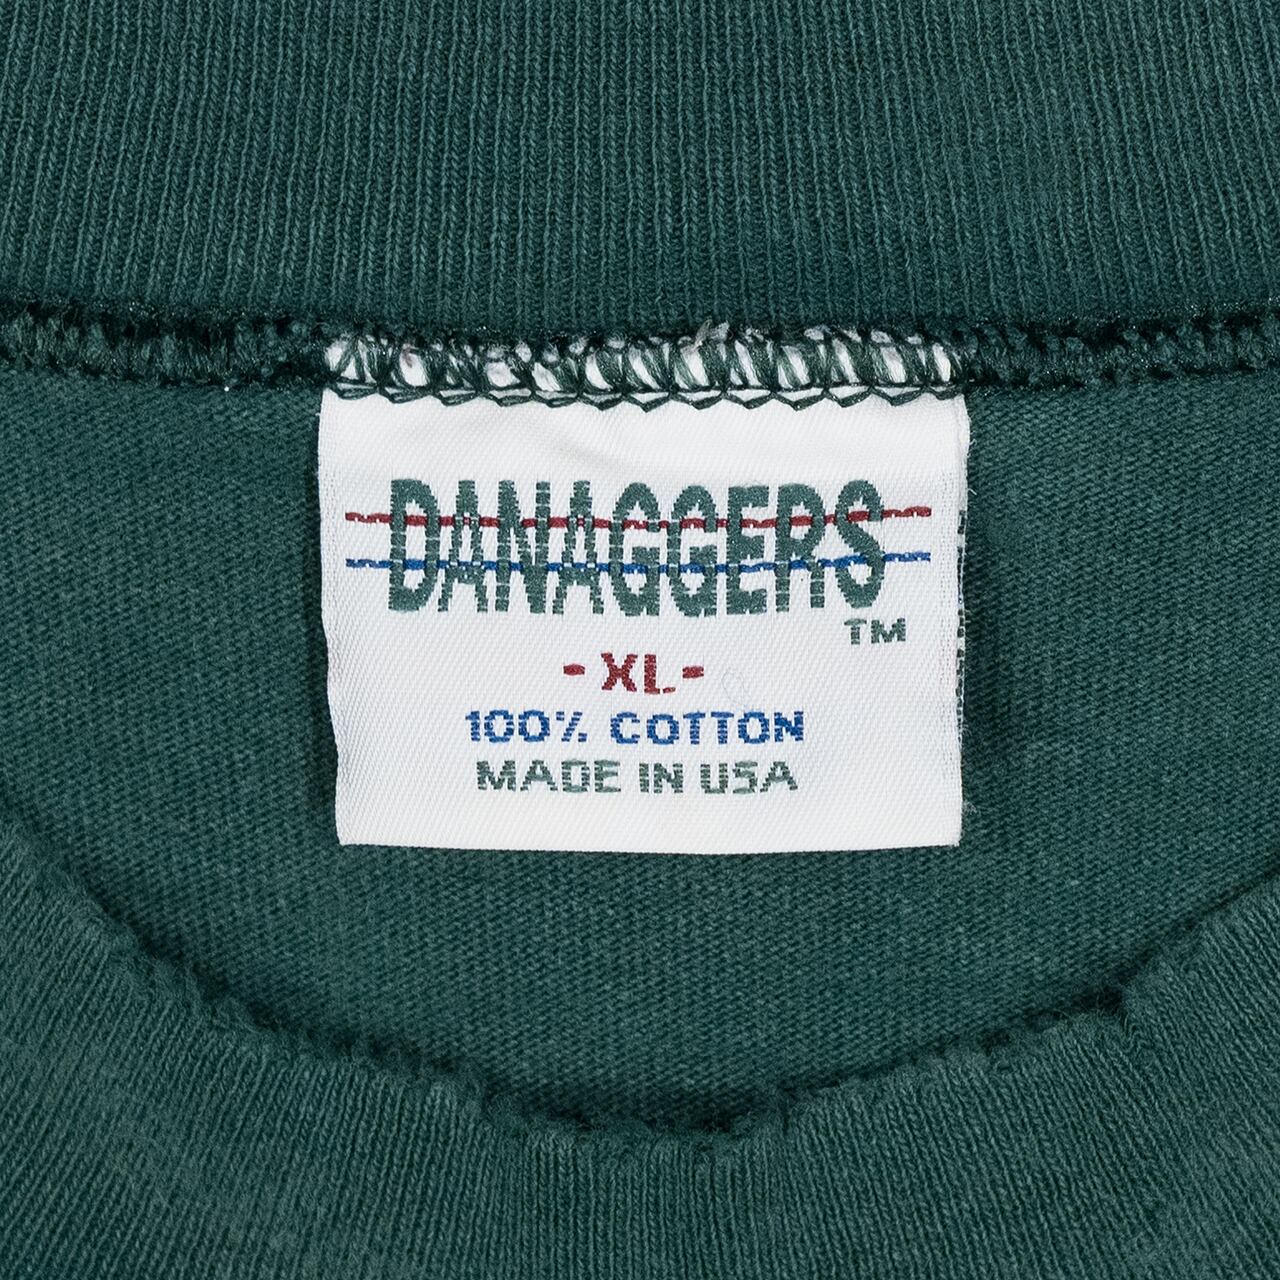 DANAGGERS
TM
- XL -
100% COTTON
MADE IN USA